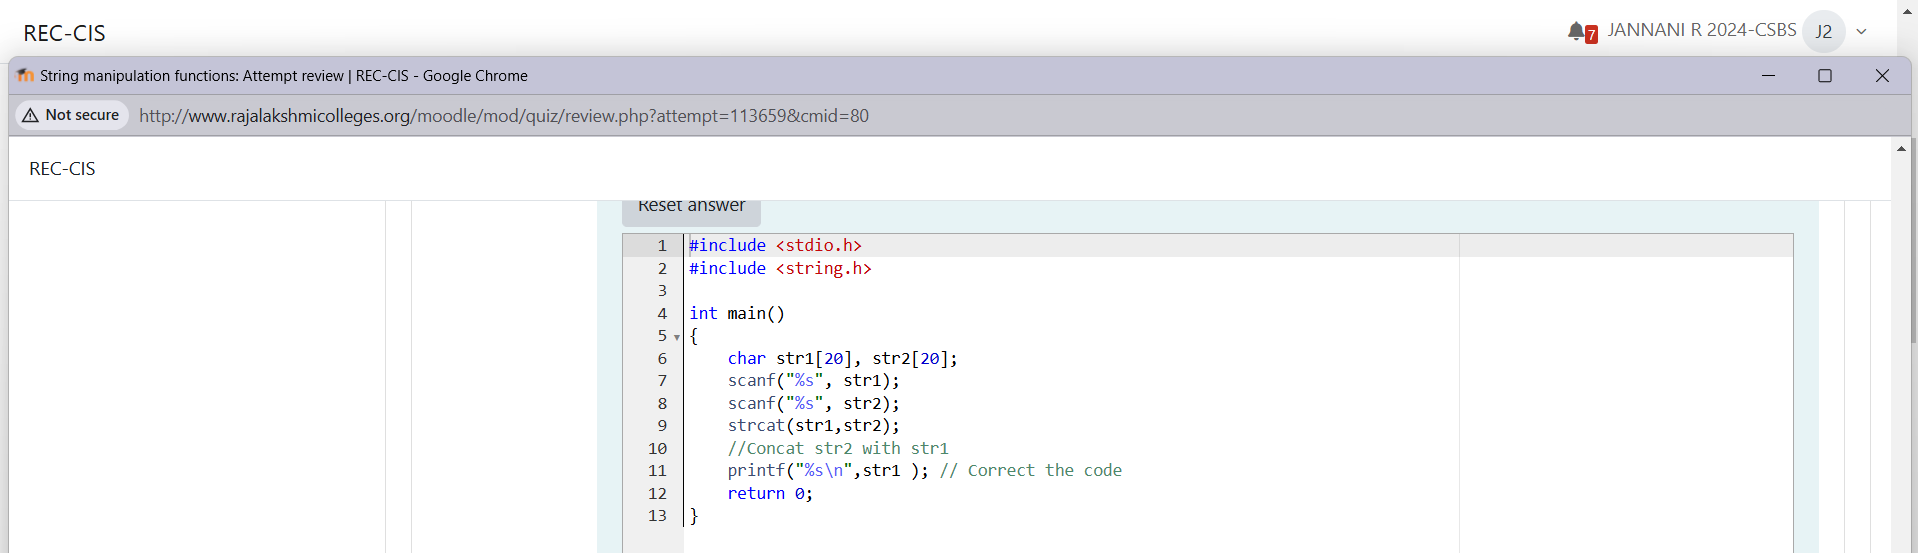 REC-CIS
7 JANNANI R 2024-CSBS J2
String manipulation functions: Attempt review | REC-CIS - Google Chrome
Not secure http://www.rajalakshmicolleges.org/moodle/mod/quiz/review.php?attempt=113659&cmid=80
REC-CIS
Reset answer
1 #include <stdio.h>
2 #include <string.h>
3
4 int main()
5 {
6 char str1[20], str2[20];
7 scanf("%s", str1);
8 scanf("%s", str2);
9 strcat(str1,str2);
10 //Concat str2 with str1
11 printf("%s\n",str1 ); // Correct the code
12 return 0;
13 }